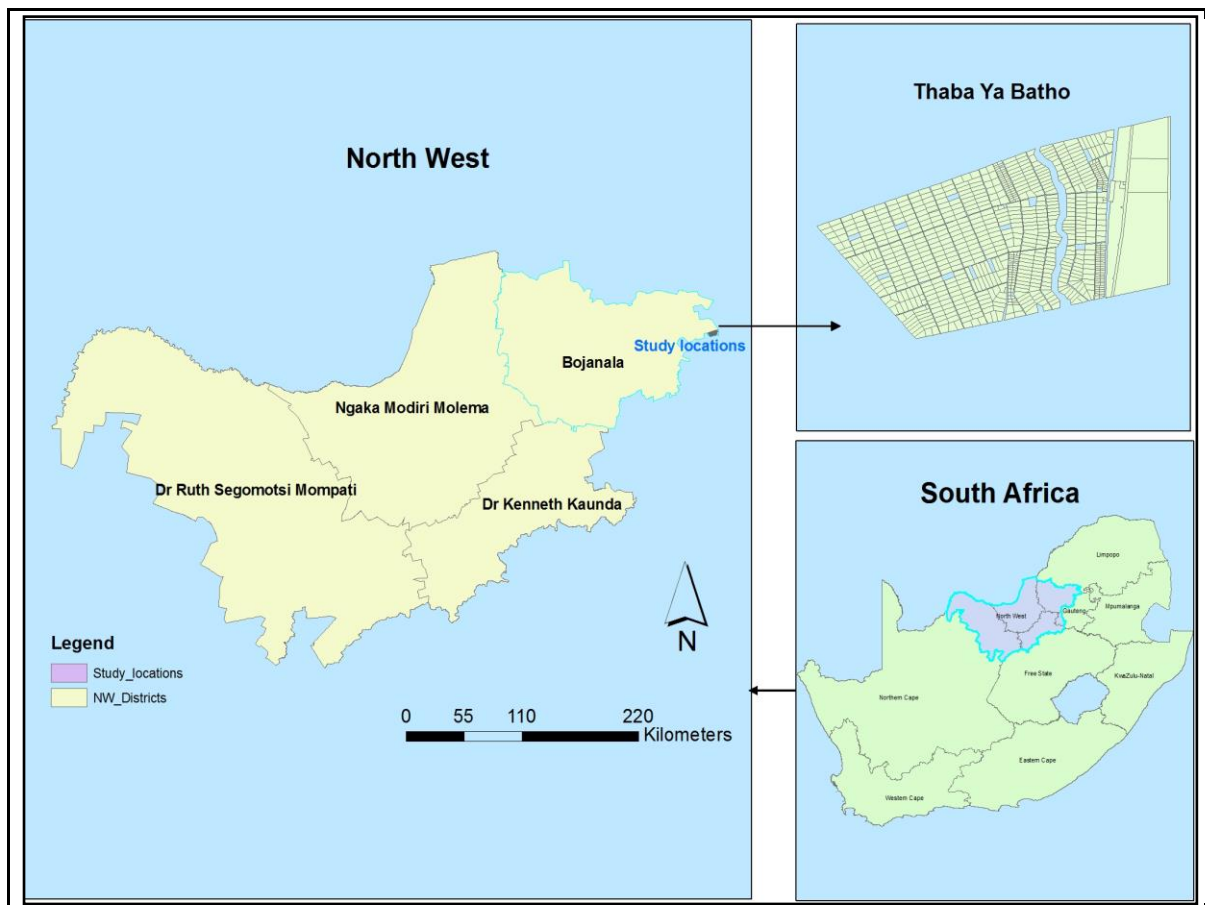 North West
Bojanala
Study locations
Ngaka Modiri Molema
Dr Ruth Segomotsi Mompati
Dr Kenneth Kaunda
N
Legend
Study_locations
NW_Districts
0 55 110 220
Kilometers
Thaba Ya Batho
South Africa
Limpopo
North West
Gauteng
Mpumalanga
Free State
KwaZulu-Natal
Northern Cape
Eastern Cape
Western Cape